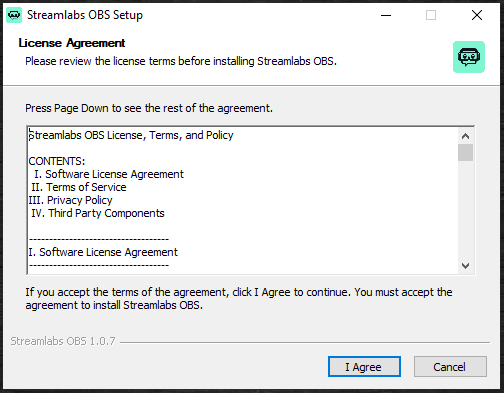 Streamlabs OBS Setup
License Agreement
Please review the license terms before installing Streamlabs OBS.
Press Page Down to see the rest of the agreement.
Streamlabs OBS License, Terms, and Policy
CONTENTS:
I. Software License Agreement
II. Terms of Service
III. Privacy Policy
IV. Third Party Components
-----------------------------------
I. Software License Agreement
-----------------------------------
If you accept the terms of the agreement, click I Agree to continue. You must accept the
agreement to install Streamlabs OBS.
Streamlabs OBS 1.0.7
I Agree
Cancel